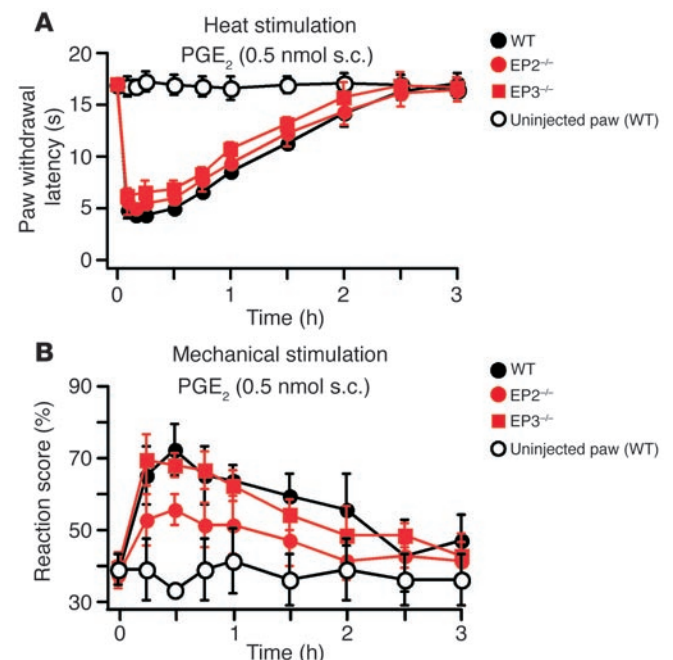 A
Heat stimulation
PGE₂ (0.5 nmol s.c.)
WT
EP2⁻/⁻
EP3⁻/⁻
Uninjected paw (WT)
Paw withdrawal
latency (s)
20
15
10
5
0
0 1 2 3
Time (h)
B
Mechanical stimulation
PGE₂ (0.5 nmol s.c.)
WT
EP2⁻/⁻
EP3⁻/⁻
Uninjected paw (WT)
Reaction score (%)
90
70
50
30
0 1 2 3
Time (h)